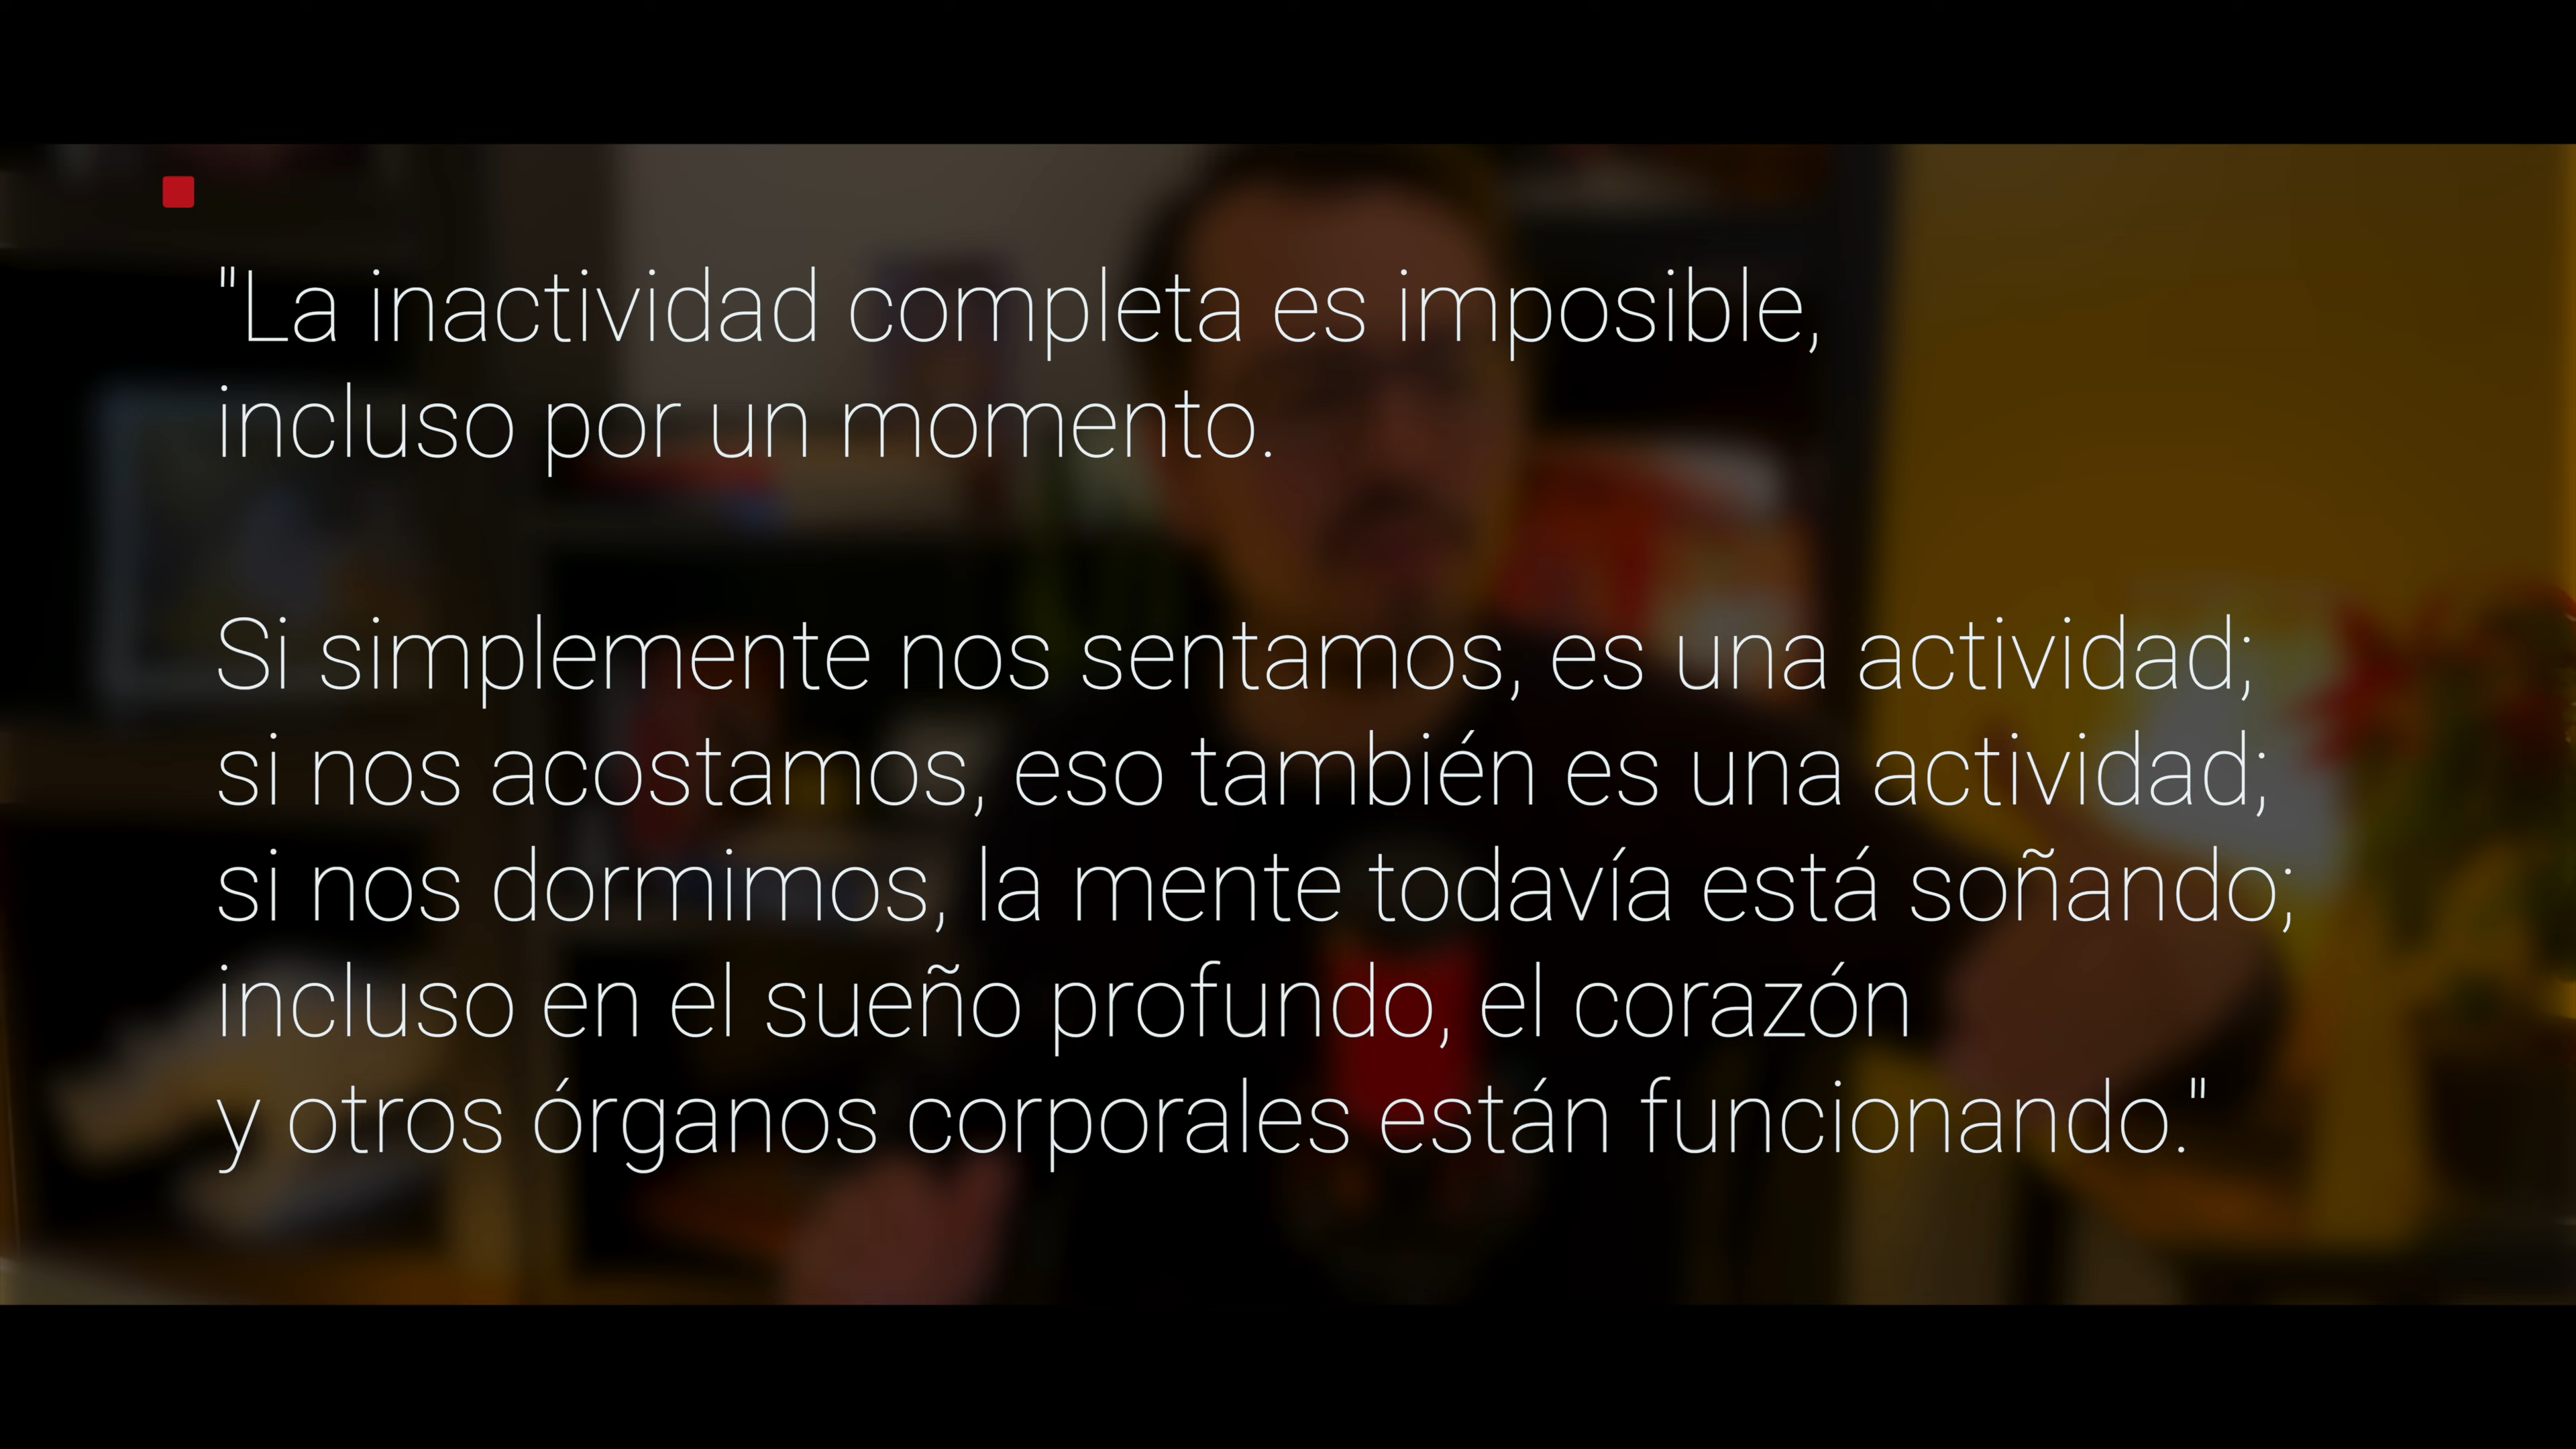 "La inactividad completa es imposible,
incluso por un momento.
Si simplemente nos sentamos, es una actividad;
si nos acostamos, eso también es una actividad;
si nos dormimos, la mente todavía está soñando;
incluso en el sueño profundo, el corazón
y otros órganos corporales están funcionando."